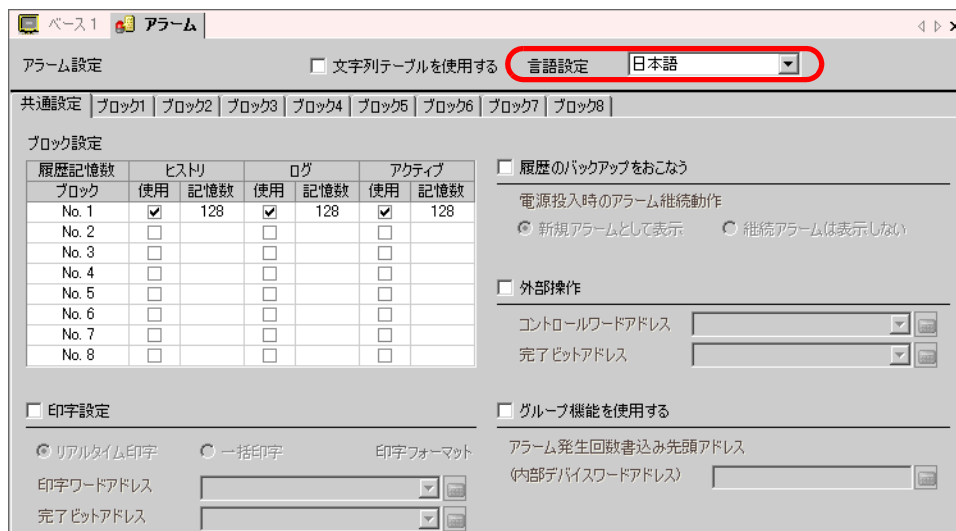 ベース1 アラーム
アラーム設定 文字列テーブルを使用する 言語設定 日本語
共通設定 ブロック1 ブロック2 ブロック3 ブロック4 ブロック5 ブロック6 ブロック7 ブロック8
ブロック設定
履歴記憶数 ヒストリ ログ アクティブ
ブロック 使用 記憶数 使用 記憶数 使用 記憶数
No. 1 128 128 128
No. 2
No. 3
No. 4
No. 5
No. 6
No. 7
No. 8
履歴のバックアップをおこなう
電源投入時のアラーム継続動作
新規アラームとして表示 継続アラームは表示しない
外部操作
コントロールワードアドレス
完了ビットアドレス
印字設定
リアルタイム印字 一括印字 印字フォーマット
印字ワードアドレス
完了ビットアドレス
グループ機能を使用する
アラーム発生回数書込み先頭アドレス
(内部デバイスワードアドレス)